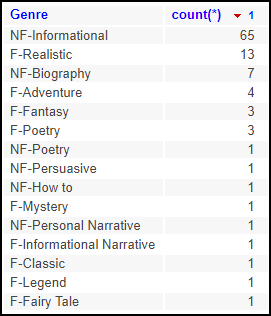 Genre count(*) 1
NF-Informational 65
F-Realistic 13
NF-Biography 7
F-Adventure 4
F-Fantasy 3
F-Poetry 3
NF-Poetry 1
NF-Persuasive 1
NF-How to 1
F-Mystery 1
NF-Personal Narrative 1
F-Informational Narrative 1
F-Classic 1
F-Legend 1
F-Fairy Tale 1